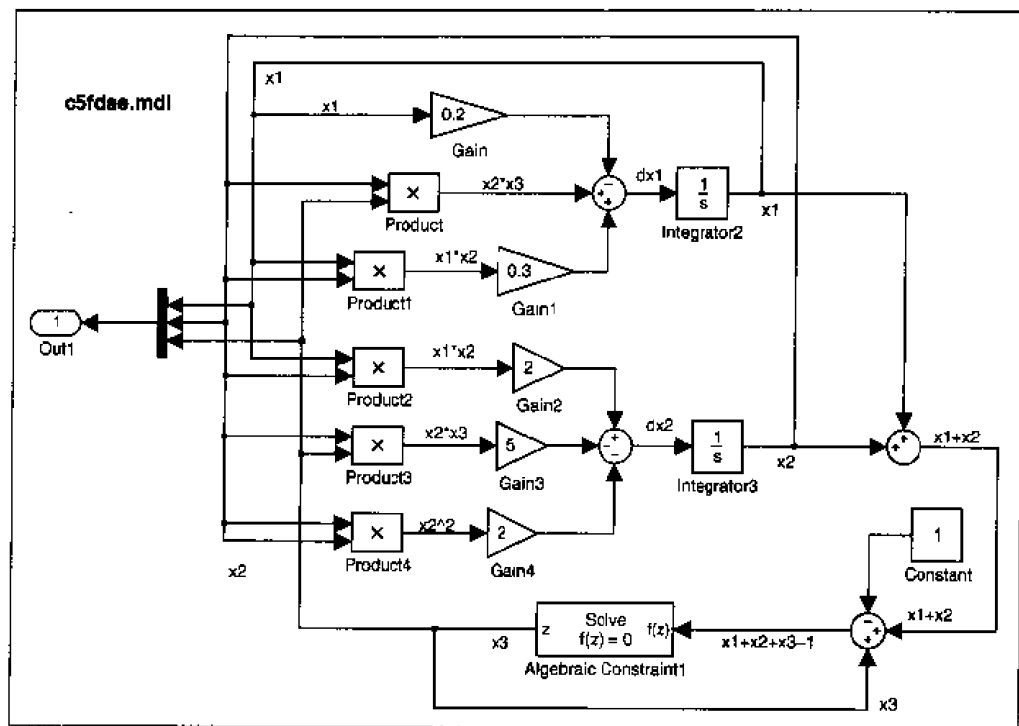 x1
c5fdae.mdl
x1
0.2
Gain
x2*x3
×
Product
- + +
dx1
1
s
Integrator2
x1
x1*x2
×
Product1
0.3
Gain1
1
Out1
x1*x2
×
Product2
2
Gain2
x2*x3
×
Product3
5
Gain3
+ - -
dx2
1
s
Integrator3
x2
+ +
x1+x2
x2^2
×
Product4
2
Gain4
x2
1
Constant
z
Solve
f(z) = 0
f(z)
Algebraic Constraint1
x3
x1+x2+x3-1
- + +
x1+x2
x3